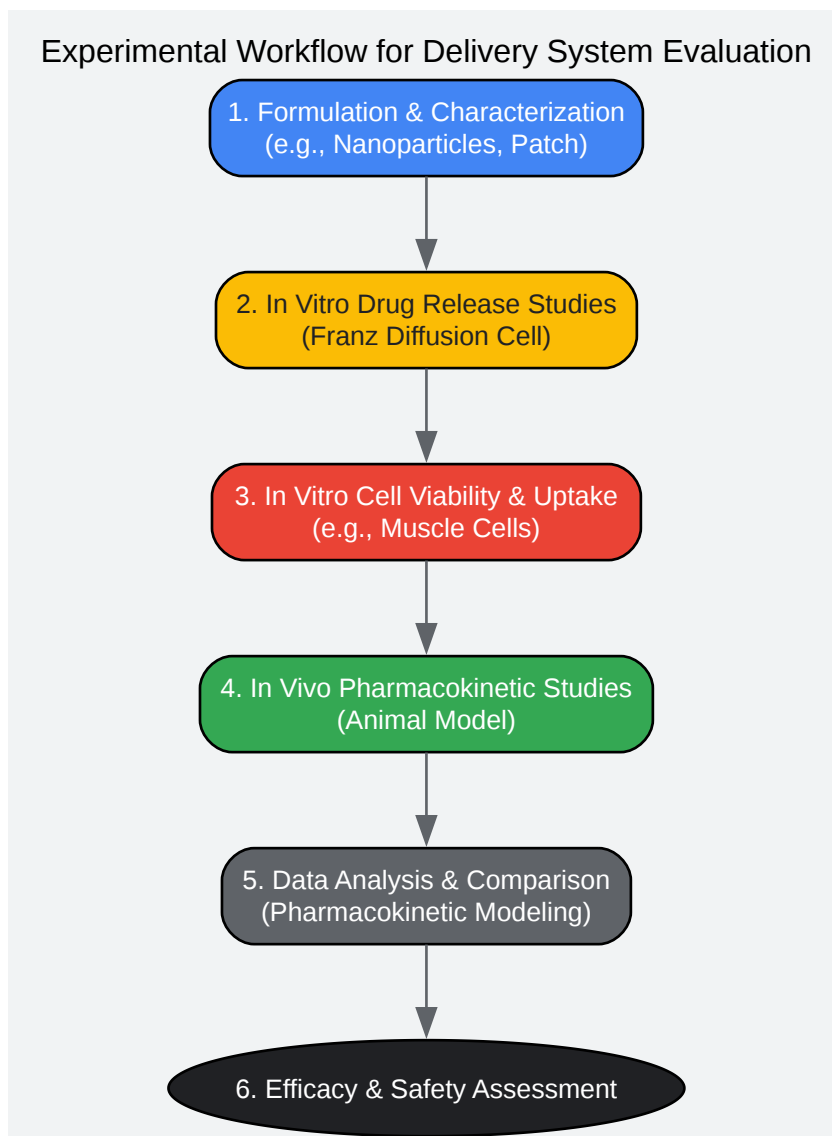 Experimental Workflow for Delivery System Evaluation
1. Formulation & Characterization
(e.g., Nanoparticles, Patch)
2. In Vitro Drug Release Studies
(Franz Diffusion Cell)
3. In Vitro Cell Viability & Uptake
(e.g., Muscle Cells)
4. In Vivo Pharmacokinetic Studies
(Animal Model)
5. Data Analysis & Comparison
(Pharmacokinetic Modeling)
6. Efficacy & Safety Assessment